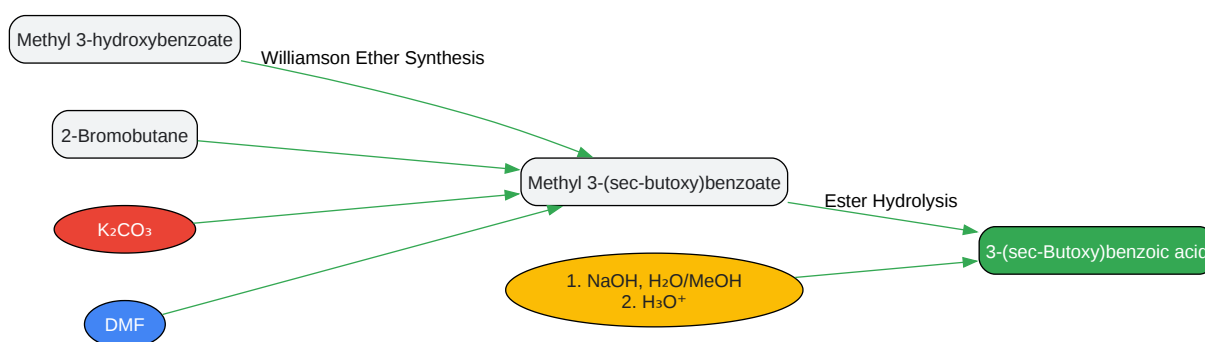 Methyl 3-hydroxybenzoate
Williamson Ether Synthesis
2-Bromobutane
K₂CO₃
DMF
Methyl 3-(sec-butoxy)benzoate
Ester Hydrolysis
1. NaOH, H₂O/MeOH
2. H₃O⁺
3-(sec-Butoxy)benzoic acid